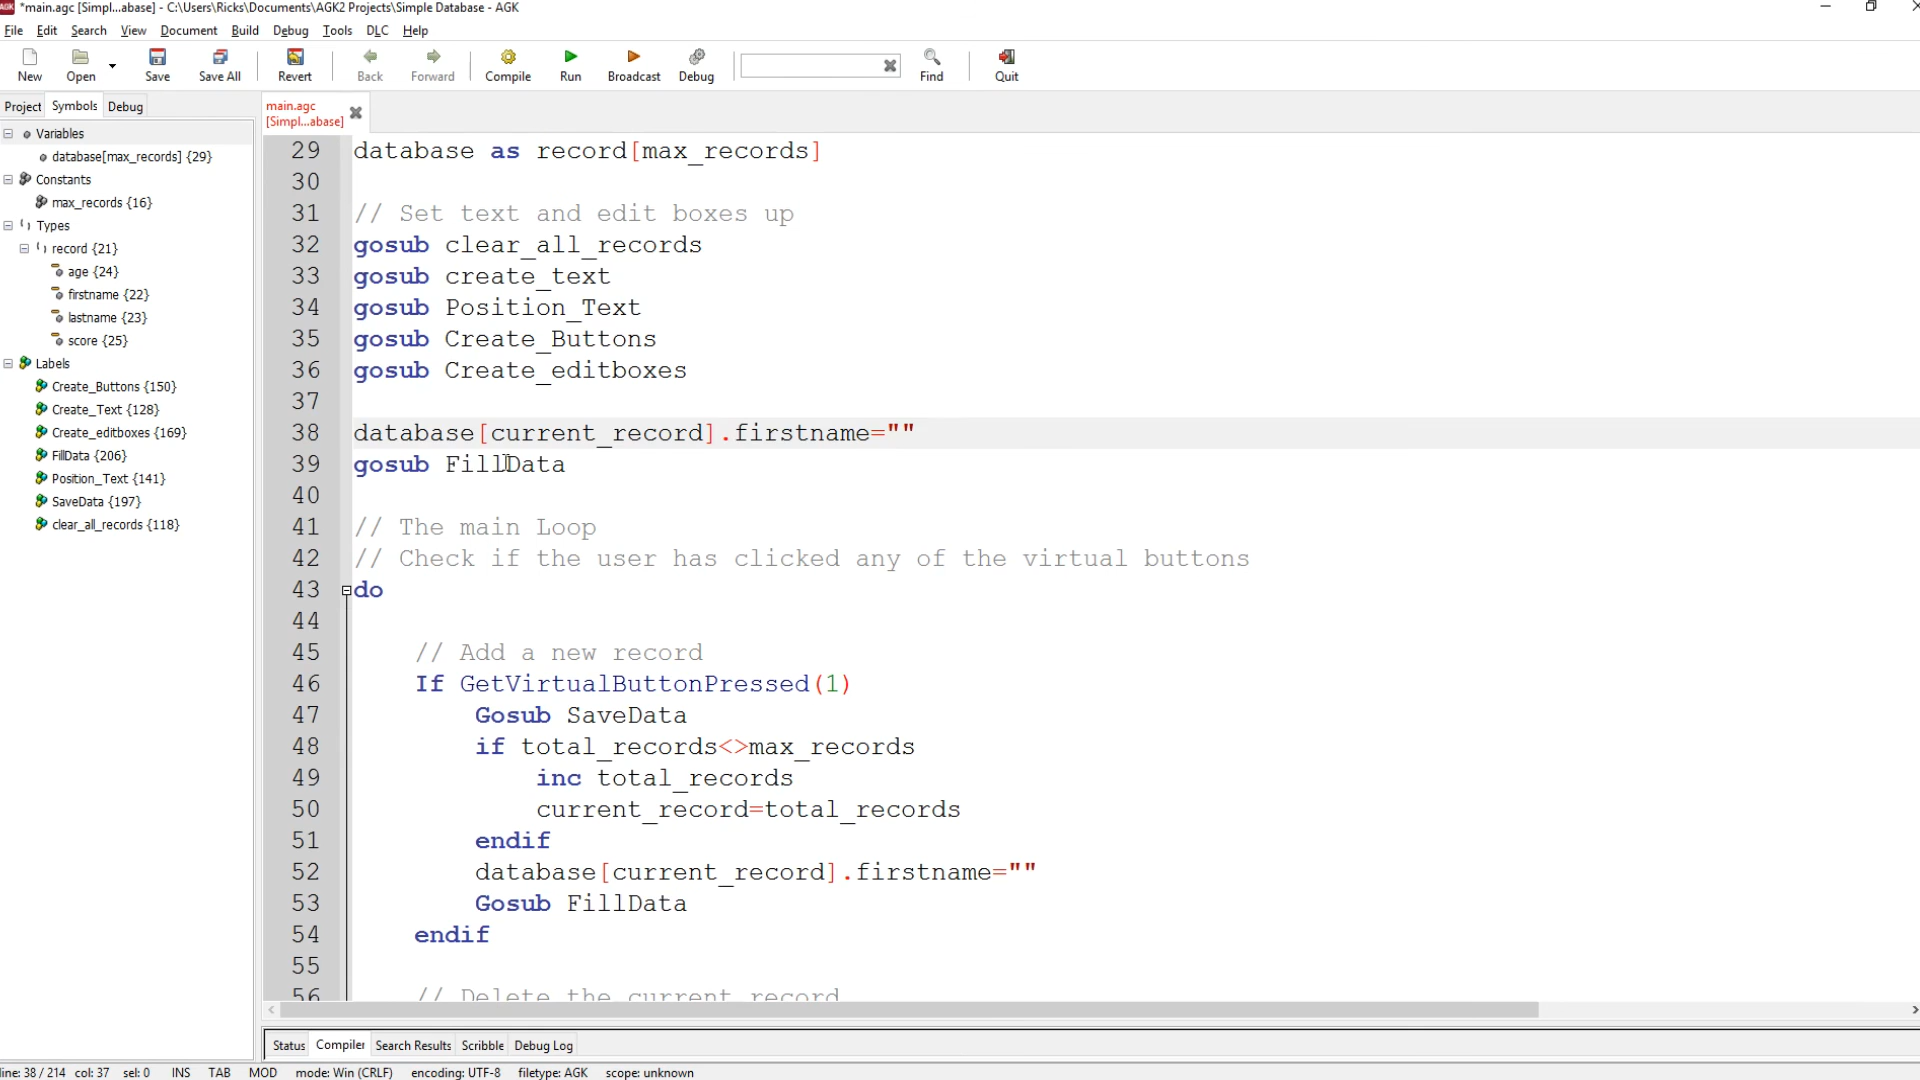 *main.agc [Simpl...abase] - C:\Users\Ricks\Documents\AGK2 Projects\Simple Database - AGK
File Edit Search View Document Build Debug Tools DLC Help
New Open Save Save All Revert Back Forward Compile Run Broadcast Debug Find Quit
Project Symbols Debug
main.agc
[Simpl...abase]
Variables
database[max_records] {29}
Constants
max_records {16}
Types
record {21}
age {24}
firstname {22}
lastname {23}
score {25}
Labels
Create_Buttons {150}
Create_Text {128}
Create_editboxes {169}
FillData {206}
Position_Text {141}
SaveData {197}
clear_all_records {118}
29 database as record[max_records]
30
31 // Set text and edit boxes up
32 gosub clear_all_records
33 gosub create_text
34 gosub Position_Text
35 gosub Create_Buttons
36 gosub Create_editboxes
37
38 database[current_record].firstname=""
39 gosub FillData
40
41 // The main Loop
42 // Check if the user has clicked any of the virtual buttons
43 do
44
45 // Add a new record
46 If GetVirtualButtonPressed(1)
47 Gosub SaveData
48 if total_records<>max_records
49 inc total_records
50 current_record=total_records
51 endif
52 database[current_record].firstname=""
53 Gosub FillData
54 endif
55
56 // Delete the current record
Status Compiler Search Results Scribble Debug Log
line: 38 / 214 col: 37 sel: 0 INS TAB MOD mode: Win (CRLF) encoding: UTF-8 filetype: AGK scope: unknown